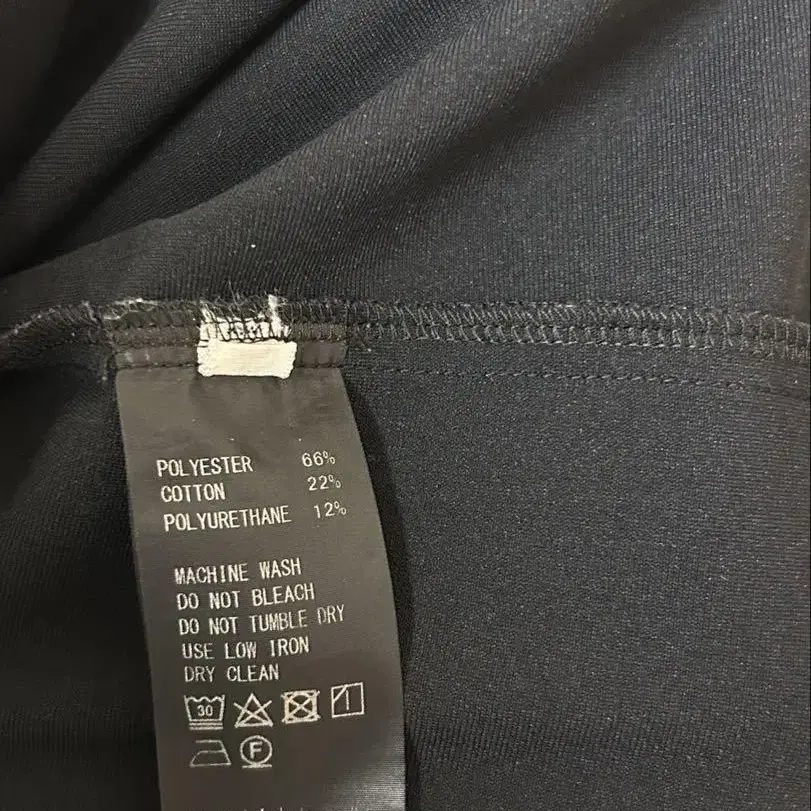 POLYESTER 66%
COTTON 22%
POLYURETHANE 12%
MACHINE WASH
DO NOT BLEACH
DO NOT TUMBLE DRY
USE LOW IRON
DRY CLEAN
30
F